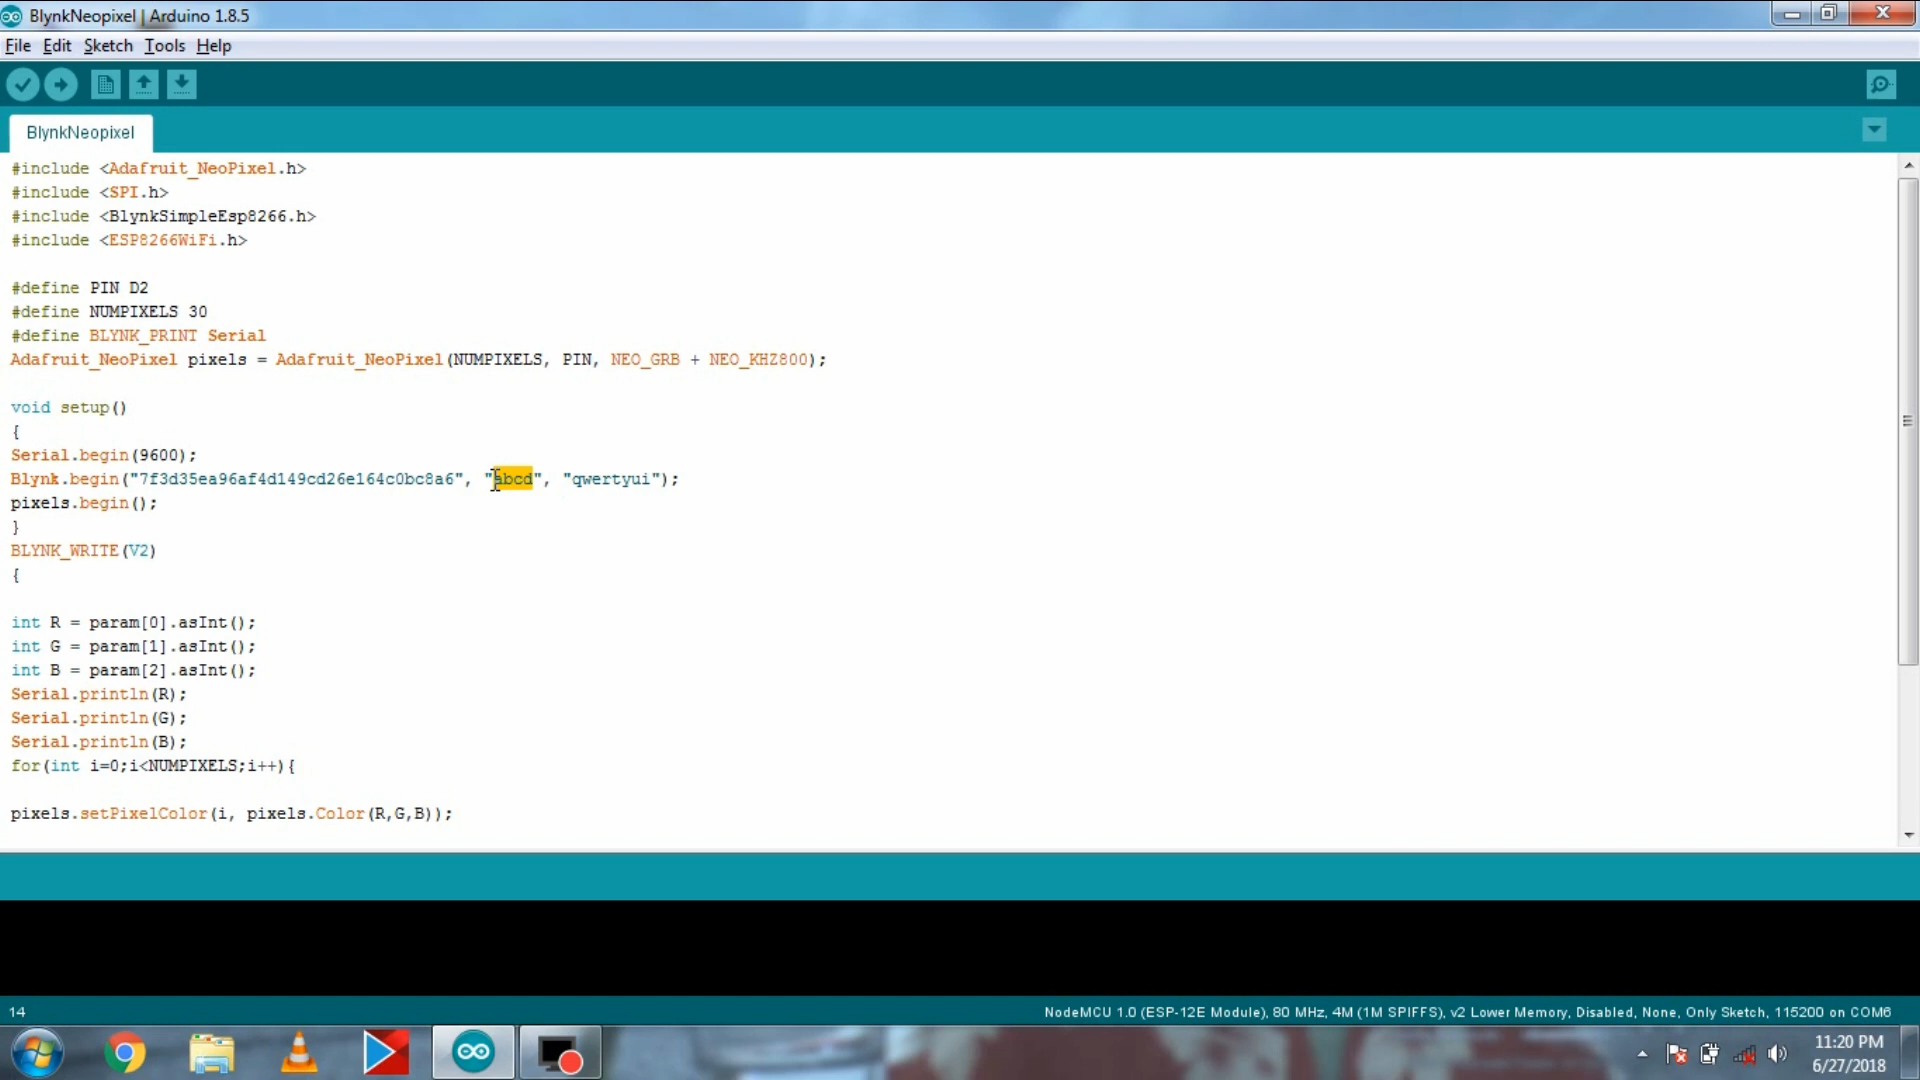 BlynkNeopixel | Arduino 1.8.5
File Edit Sketch Tools Help
BlynkNeopixel
#include <Adafruit_NeoPixel.h>
#include <SPI.h>
#include <BlynkSimpleEsp8266.h>
#include <ESP8266WiFi.h>
#define PIN D2
#define NUMPIXELS 30
#define BLYNK_PRINT Serial
Adafruit_NeoPixel pixels = Adafruit_NeoPixel(NUMPIXELS, PIN, NEO_GRB + NEO_KHZ800);
void setup()
{
Serial.begin(9600);
Blynk.begin("7f3d35ea96af4d149cd26e164c0bc8a6", "abcd", "qwertyui");
pixels.begin();
}
BLYNK_WRITE(V2)
{
int R = param[0].asInt();
int G = param[1].asInt();
int B = param[2].asInt();
Serial.println(R);
Serial.println(G);
Serial.println(B);
for(int i=0;i<NUMPIXELS;i++){
pixels.setPixelColor(i, pixels.Color(R,G,B));
14
NodeMCU 1.0 (ESP-12E Module), 80 MHz, 4M (1M SPIFFS), v2 Lower Memory, Disabled, None, Only Sketch, 115200 on COM6
11:20 PM
6/27/2018